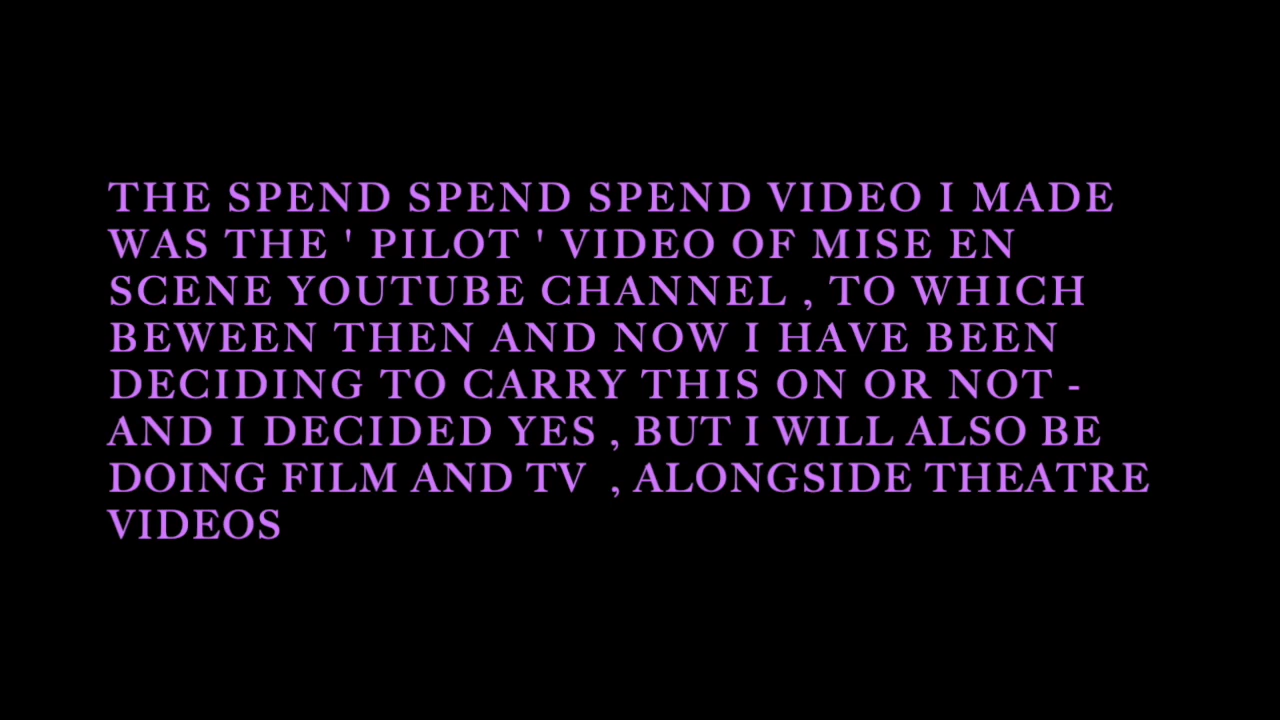 THE SPEND SPEND SPEND VIDEO I MADE
WAS THE ' PILOT ' VIDEO OF MISE EN
SCENE YOUTUBE CHANNEL , TO WHICH
BEWEEN THEN AND NOW I HAVE BEEN
DECIDING TO CARRY THIS ON OR NOT -
AND I DECIDED YES , BUT I WILL ALSO BE
DOING FILM AND TV , ALONGSIDE THEATRE
VIDEOS